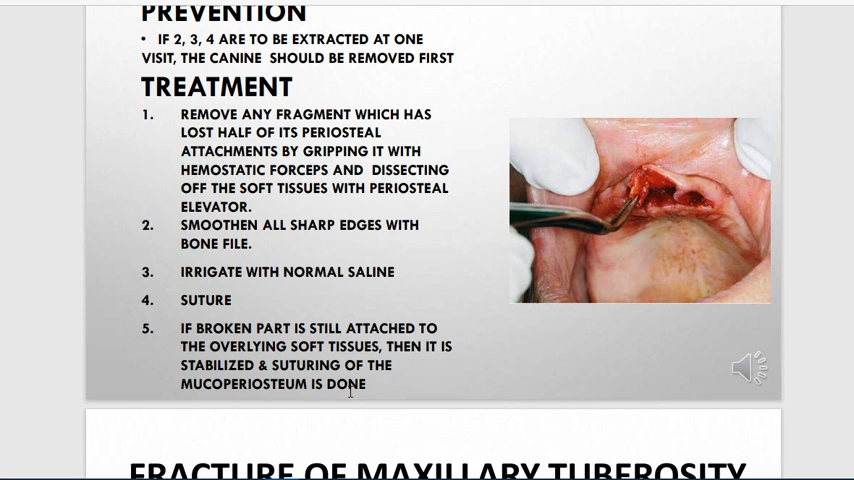 PREVENTION
• IF 2, 3, 4 ARE TO BE EXTRACTED AT ONE
VISIT, THE CANINE SHOULD BE REMOVED FIRST
TREATMENT
1. REMOVE ANY FRAGMENT WHICH HAS
LOST HALF OF ITS PERIOSTEAL
ATTACHMENTS BY GRIPPING IT WITH
HEMOSTATIC FORCEPS AND DISSECTING
OFF THE SOFT TISSUES WITH PERIOSTEAL
ELEVATOR.
2. SMOOTHEN ALL SHARP EDGES WITH
BONE FILE.
3. IRRIGATE WITH NORMAL SALINE
4. SUTURE
5. IF BROKEN PART IS STILL ATTACHED TO
THE OVERLYING SOFT TISSUES, THEN IT IS
STABILIZED & SUTURING OF THE
MUCOPERIOSTEUM IS DONE
FRACTURE OF MAXILLARY TUBEROSITY